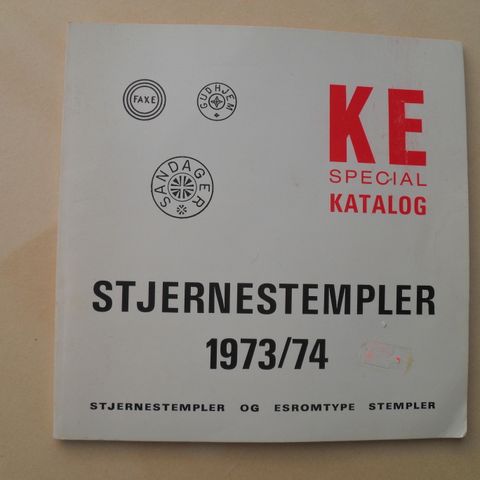 FAXE
GUDHJEM
SANDAGER
KE
SPECIAL
KATALOG
STJERNESTEMPLER
1973/74
STJERNESTEMPLER OG ESROMTYPE STEMPLER